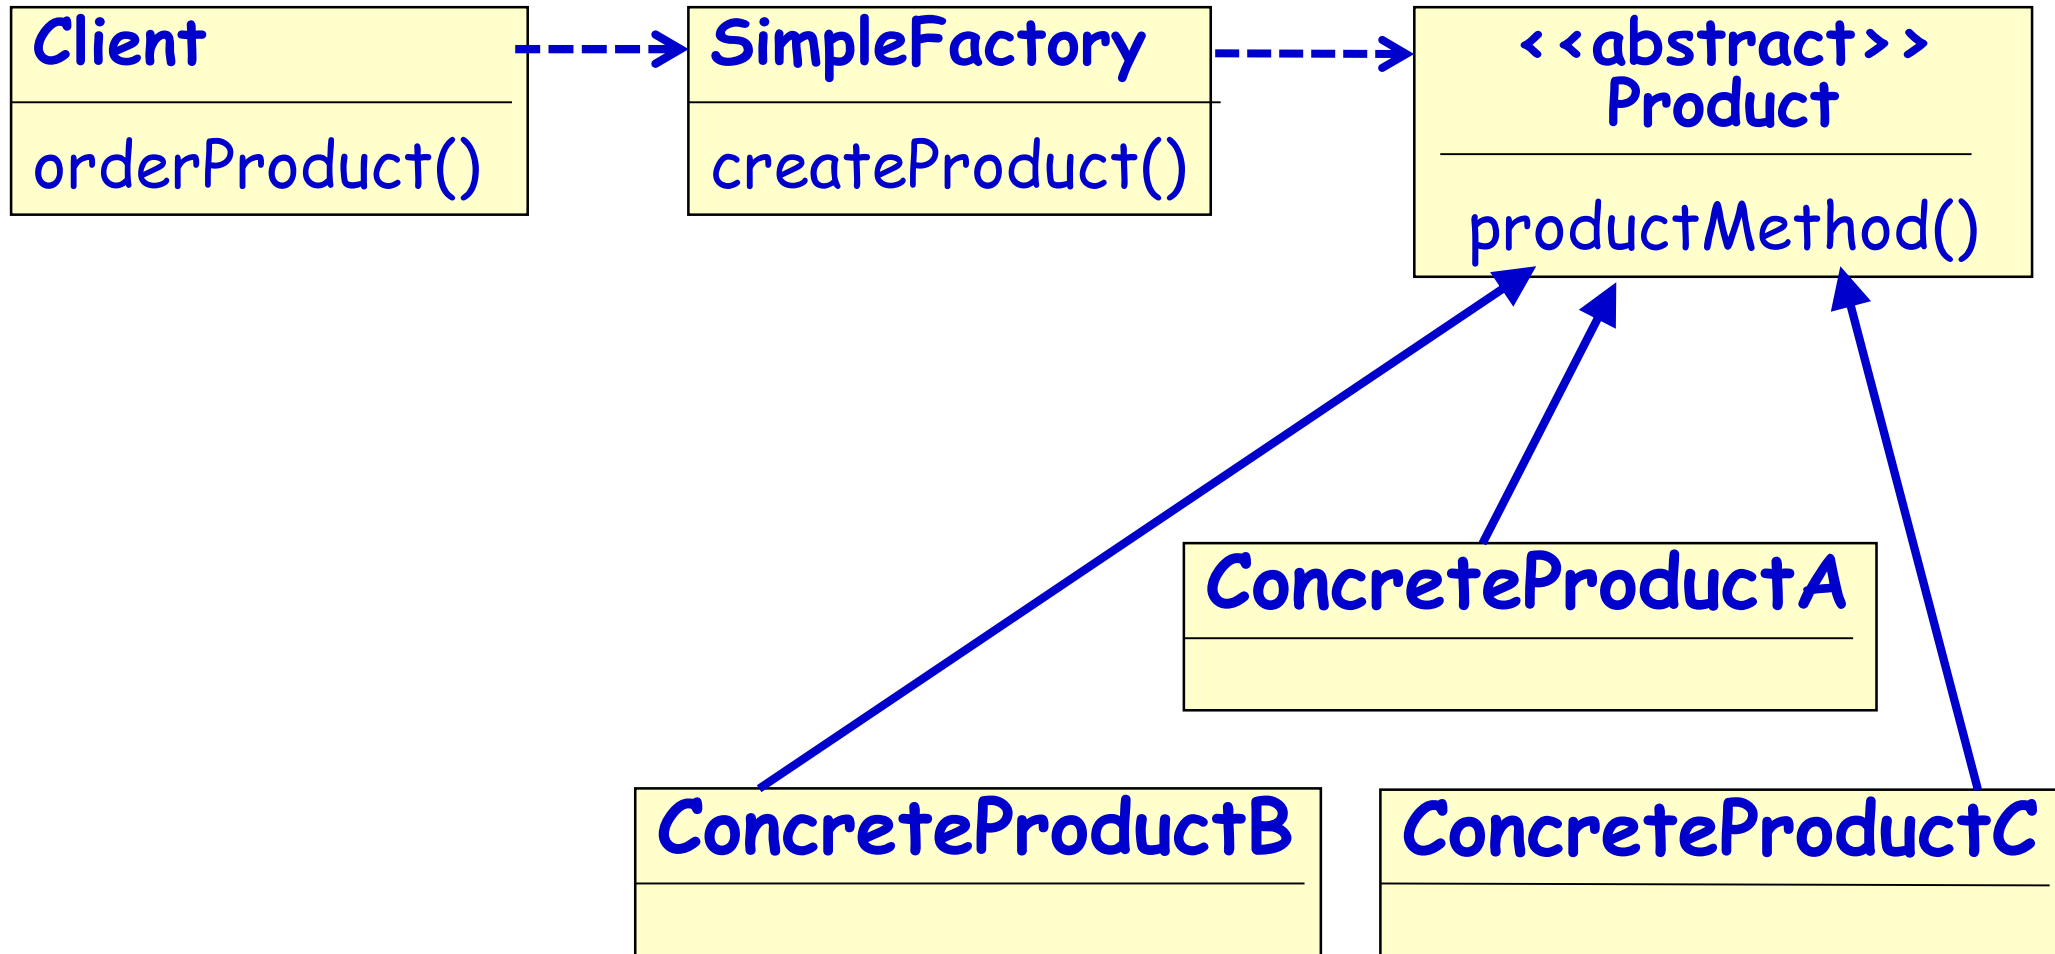 Client
orderProduct()
SimpleFactory
createProduct()
<<abstract>>
Product
productMethod()
ConcreteProductA
ConcreteProductB
ConcreteProductC